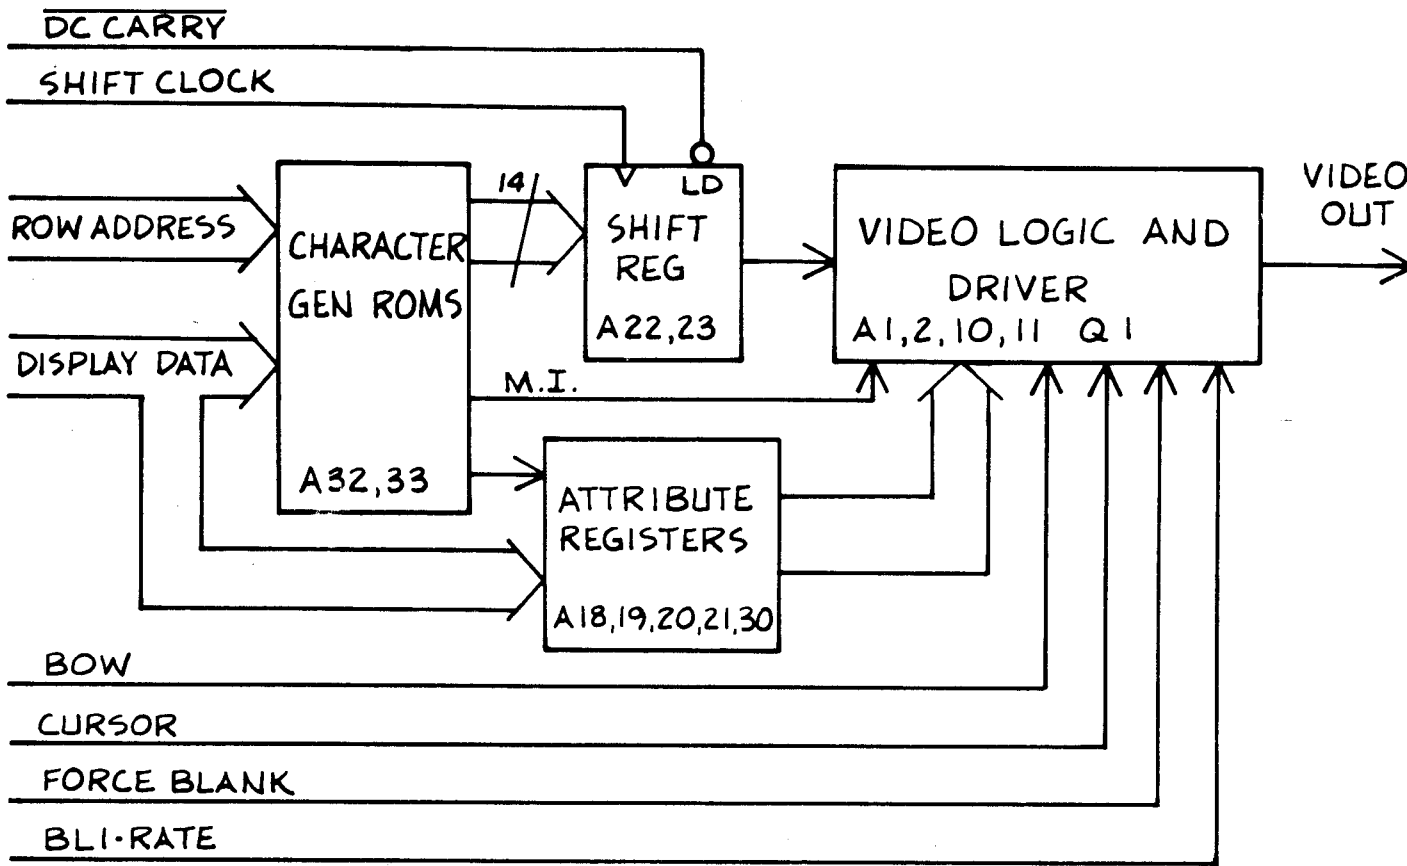 DC CARRY
SHIFT CLOCK
ROW ADDRESS
DISPLAY DATA
CHARACTER
GEN ROMS
A32,33
14
LD
SHIFT
REG
A22,23
M.I.
ATTRIBUTE
REGISTERS
A18,19,20,21,30
VIDEO LOGIC AND
DRIVER
A1,2,10,11 Q1
VIDEO
OUT
BOW
CURSOR
FORCE BLANK
BLI·RATE